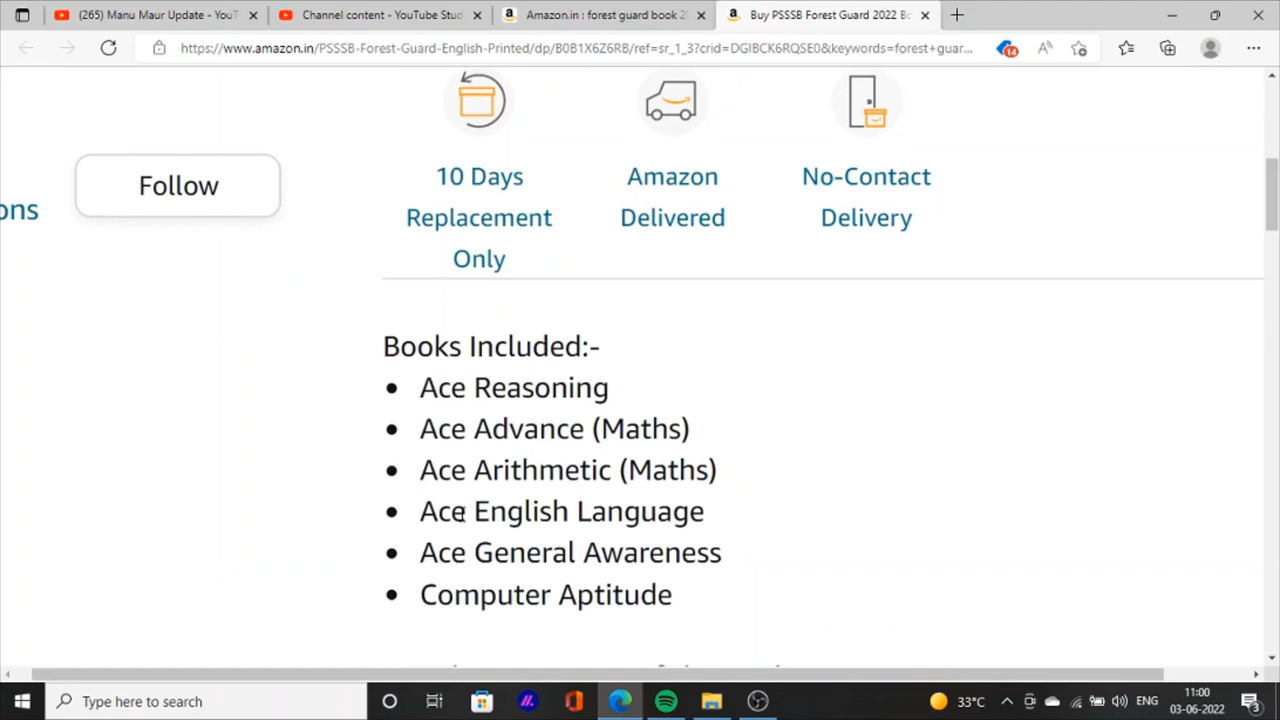 (265) Manu Maur Update - YouT
Channel content - YouTube Stud
Amazon.in : forest guard book 2
Buy PSSSB Forest Guard 2022 Bo
https://www.amazon.in/PSSSB-Forest-Guard-English-Printed/dp/B0B1X6Z6RB/ref=sr_1_3?crid=DGIBCK6RQSE0&keywords=forest+guar...
14
Follow
ons
10 Days
Replacement
Only
Amazon
Delivered
No-Contact
Delivery
Books Included:-
• Ace Reasoning
• Ace Advance (Maths)
• Ace Arithmetic (Maths)
• Ace English Language
• Ace General Awareness
• Computer Aptitude
Type here to search
33°C
ENG
11:00
03-06-2022
3